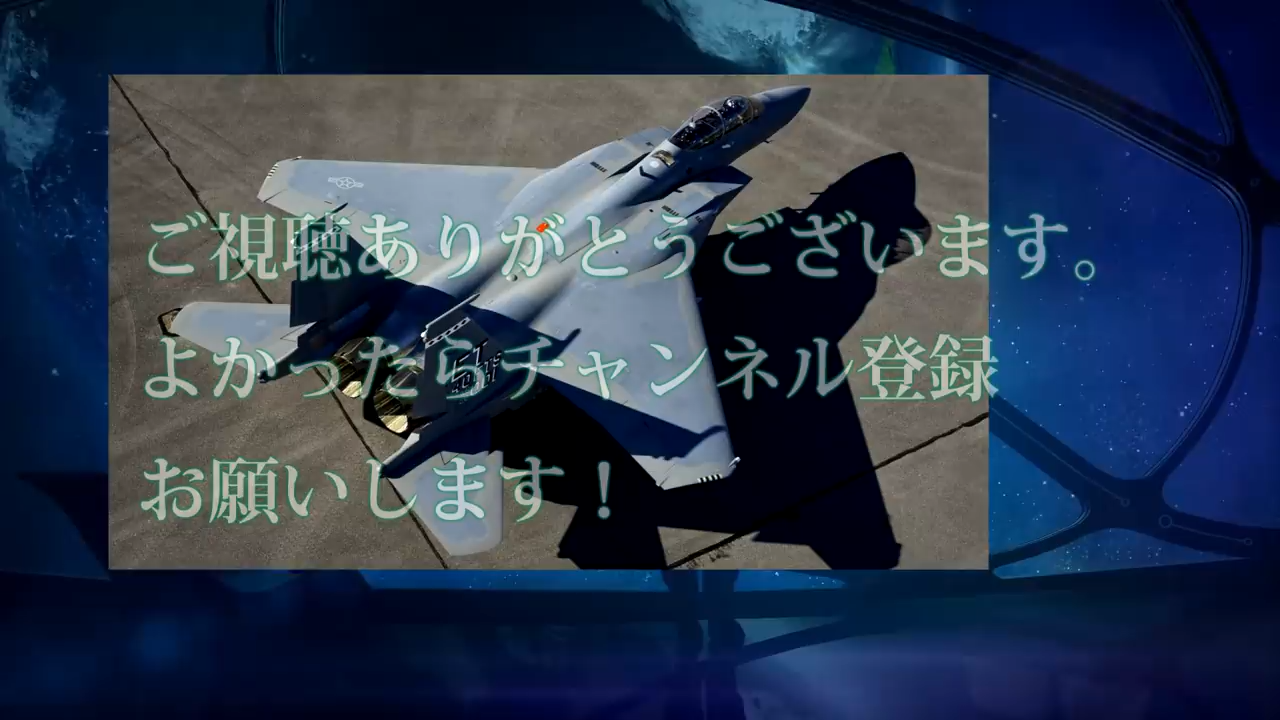 ご視聴ありがとうございます。
よかったらチャンネル登録
お願いします！
ET